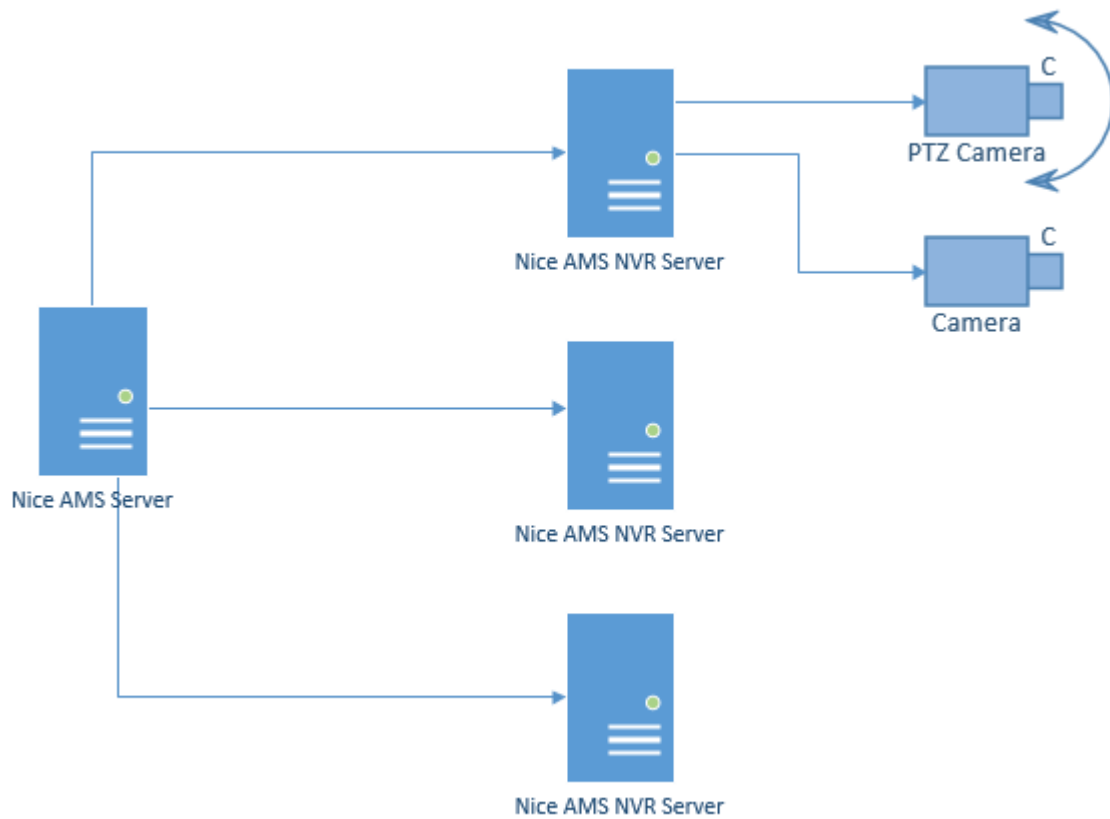 C
PTZ Camera
Nice AMS NVR Server
C
Camera
Nice AMS Server
Nice AMS NVR Server
Nice AMS NVR Server